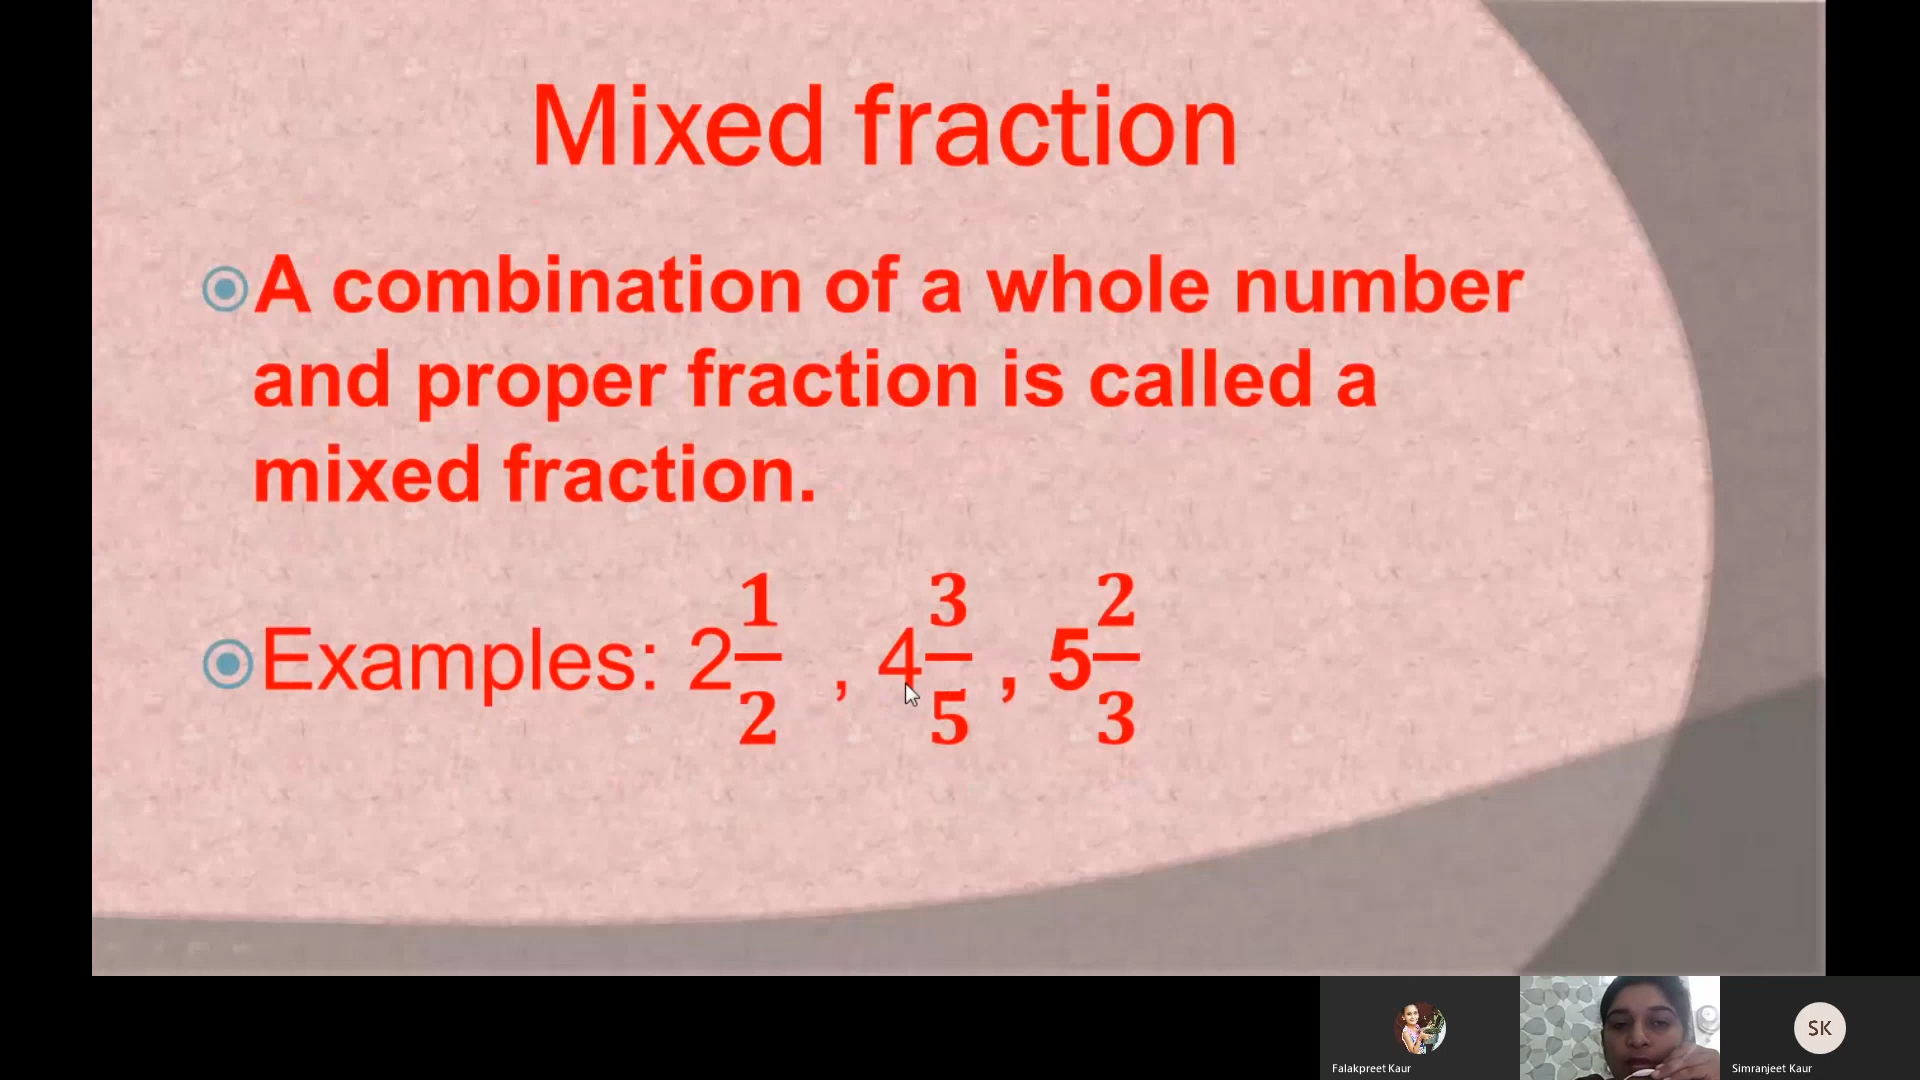 Mixed fraction
A combination of a whole number
and proper fraction is called a
mixed fraction.
Examples: 2 1/2 , 4 3/5 , 5 2/3
Falakpreet Kaur
SK
Simranjeet Kaur